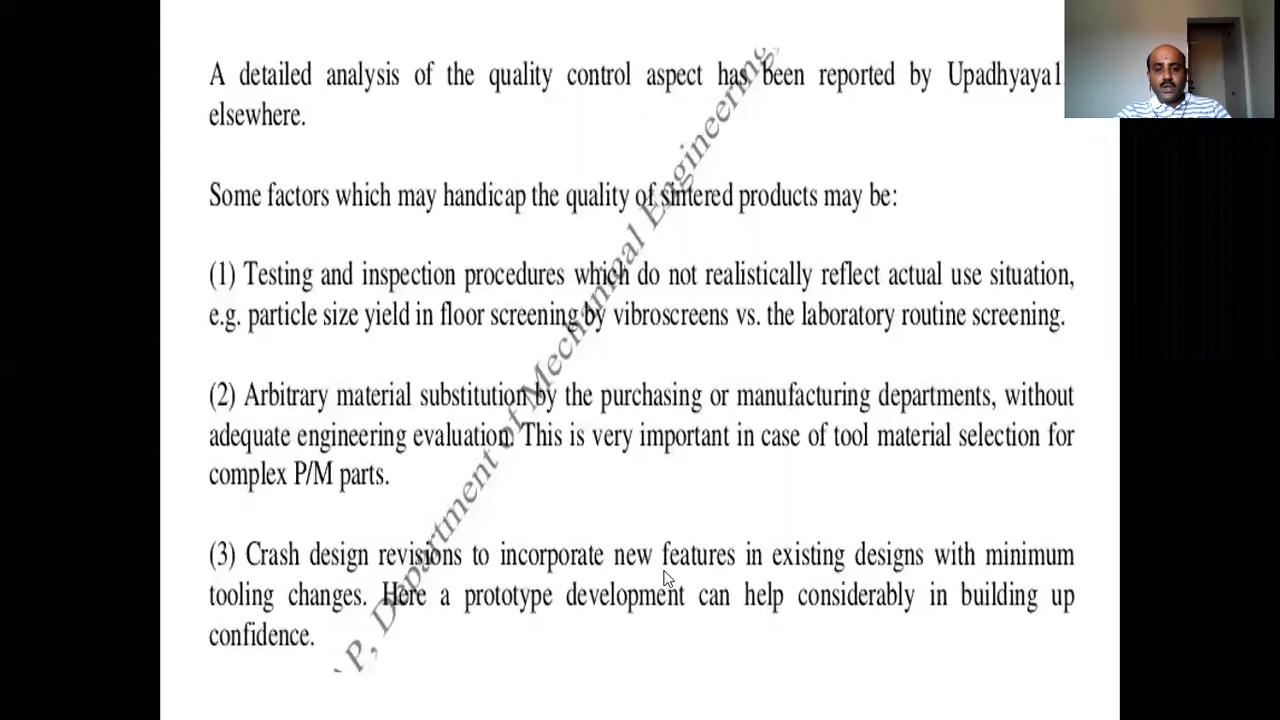 A detailed analysis of the quality control aspect has been reported by Upadhyaya1
elsewhere.
Some factors which may handicap the quality of sintered products may be:
(1) Testing and inspection procedures which do not realistically reflect actual use situation,
e.g. particle size yield in floor screening by vibroscreens vs. the laboratory routine screening.
(2) Arbitrary material substitution by the purchasing or manufacturing departments, without
adequate engineering evaluation. This is very important in case of tool material selection for
complex P/M parts.
(3) Crash design revisions to incorporate new features in existing designs with minimum
tooling changes. Here a prototype development can help considerably in building up
confidence.
P, Department of Mechanical Engineering,